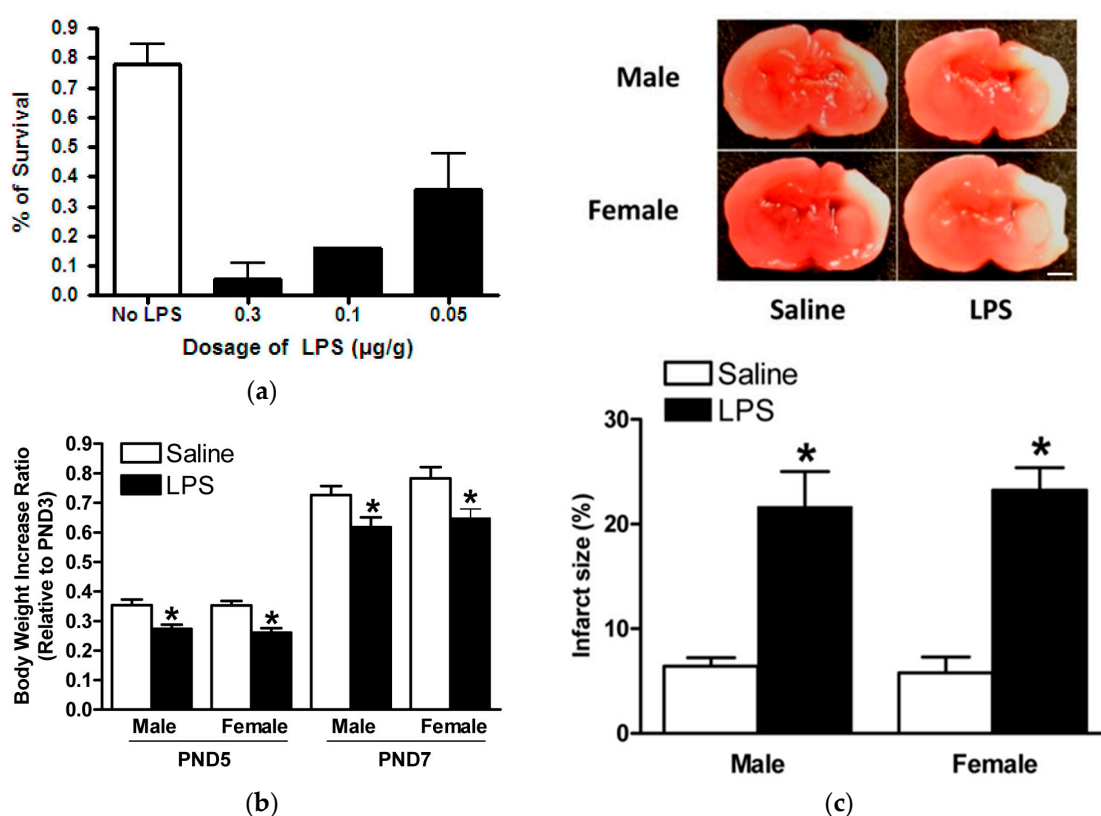 0.9
0.8
0.7
0.6
0.5
0.4
0.3
0.2
0.1
0.0
% of Survival
No LPS 0.3 0.1 0.05
Dosage of LPS (µg/g)
(a)
Saline
LPS
0.9
0.8
0.7
0.6
0.5
0.4
0.3
0.2
0.1
0.0
Body Weight Increase Ratio
(Relative to PND3)
* * * *
Male Female Male Female
PND5 PND7
(b)
Male
Female
Saline LPS
Saline
LPS
30
20
10
0
Infarct size (%)
* *
Male Female
(c)